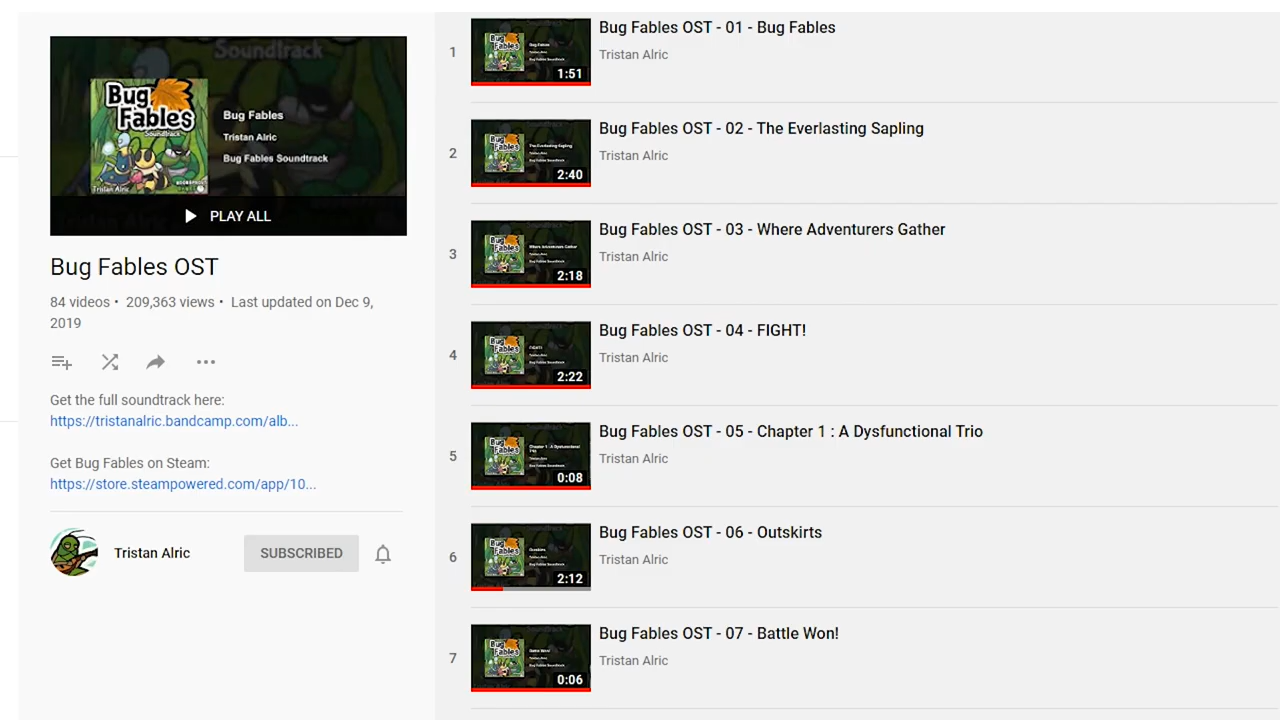 Soundtrack
Bug
Fables
Soundtrack
Tristan Alric
Bug Fables
Tristan Alric
Bug Fables Soundtrack
PLAY ALL
Bug Fables OST
84 videos • 209,363 views • Last updated on Dec 9,
2019
Get the full soundtrack here:
https://tristanalric.bandcamp.com/alb...
Get Bug Fables on Steam:
https://store.steampowered.com/app/10...
Tristan Alric
SUBSCRIBED
1
1:51
Bug Fables OST - 01 - Bug Fables
Tristan Alric
2
2:40
Bug Fables OST - 02 - The Everlasting Sapling
Tristan Alric
3
2:18
Bug Fables OST - 03 - Where Adventurers Gather
Tristan Alric
4
2:22
Bug Fables OST - 04 - FIGHT!
Tristan Alric
5
0:08
Bug Fables OST - 05 - Chapter 1 : A Dysfunctional Trio
Tristan Alric
6
2:12
Bug Fables OST - 06 - Outskirts
Tristan Alric
7
0:06
Bug Fables OST - 07 - Battle Won!
Tristan Alric